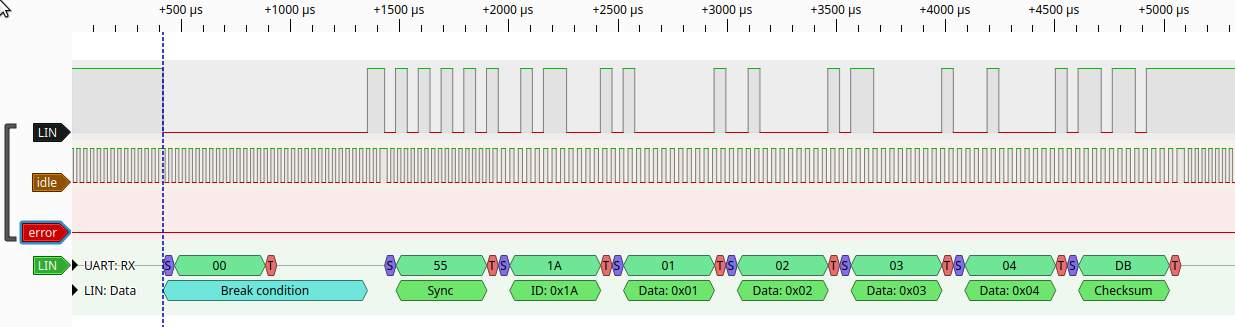 +500 µs +1000 µs +1500 µs +2000 µs +2500 µs +3000 µs +3500 µs +4000 µs +4500 µs +5000 µs
LIN
idle
error
LIN UART: RX S 00 T S 55 T S 1A T S 01 T S 02 T S 03 T S 04 T S DB T
LIN: Data Break condition Sync ID: 0x1A Data: 0x01 Data: 0x02 Data: 0x03 Data: 0x04 Checksum